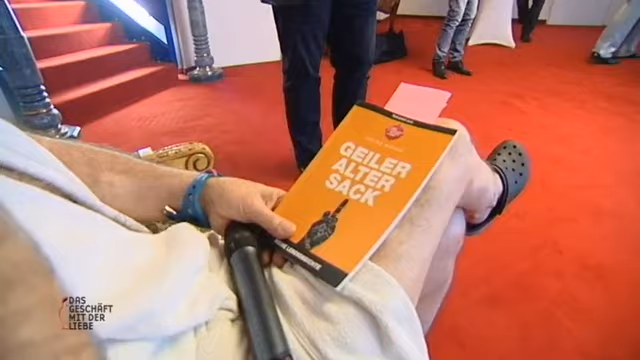 GEILER
ALTER
SACK
DAS
GESCHÄFT
MIT DER
LIEBE